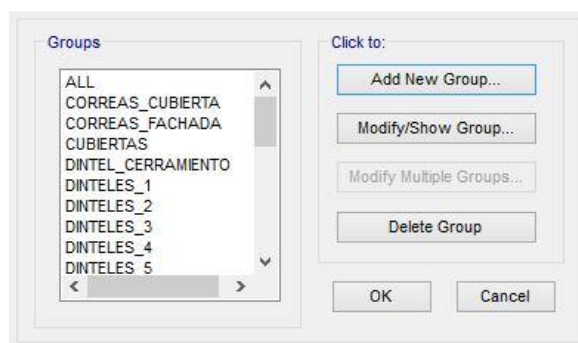 Groups
ALL
CORREAS_CUBIERTA
CORREAS_FACHADA
CUBIERTAS
DINTEL_CERRAMIENTO
DINTELES_1
DINTELES_2
DINTELES_3
DINTELES_4
DINTELES_5
Click to:
Add New Group...
Modify/Show Group...
Modify Multiple Groups...
Delete Group
OK
Cancel